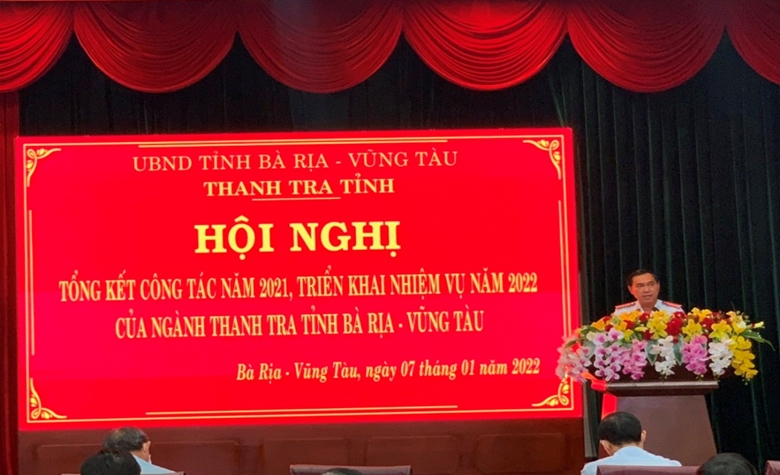 UBND TỈNH BÀ RỊA - VŨNG TÀU
THANH TRA TỈNH
HỘI NGHỊ
TỔNG KẾT CÔNG TÁC NĂM 2021, TRIỂN KHAI NHIỆM VỤ NĂM 2022
CỦA NGÀNH THANH TRA TỈNH BÀ RỊA - VŨNG TÀU
Bà Rịa - Vũng Tàu, ngày 07 tháng 01 năm 2022